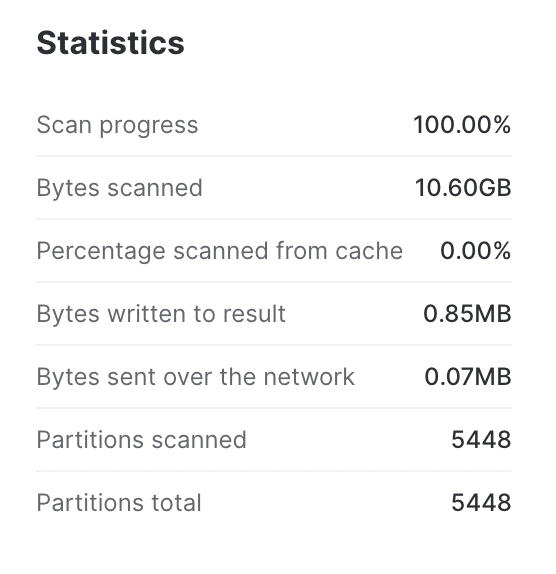 Statistics
Scan progress 100.00%
Bytes scanned 10.60GB
Percentage scanned from cache 0.00%
Bytes written to result 0.85MB
Bytes sent over the network 0.07MB
Partitions scanned 5448
Partitions total 5448